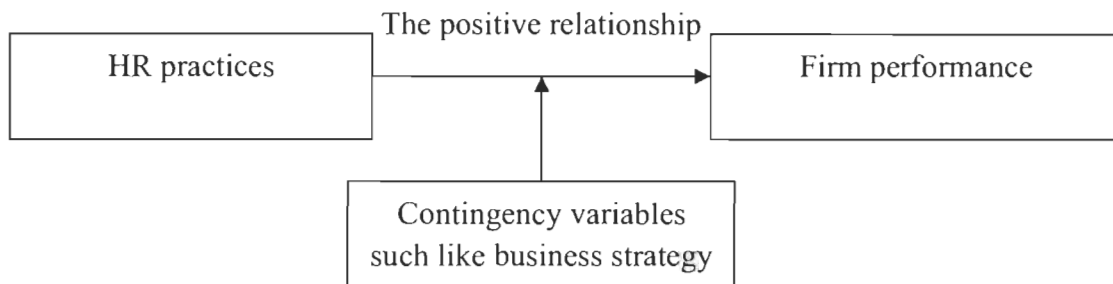 The positive relationship
HR practices
Firm performance
Contingency variables
such like business strategy